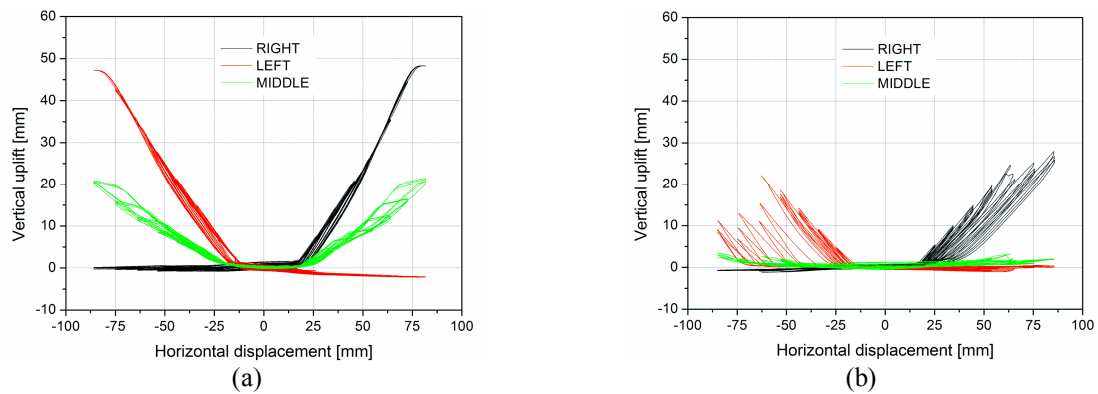 60
50
40
30
20
10
0
-10
Vertical uplift [mm]
RIGHT
LEFT
MIDDLE
-100 -75 -50 -25 0 25 50 75 100
Horizontal displacement [mm]
(a)
60
50
40
30
20
10
0
-10
Vertical uplift [mm]
RIGHT
LEFT
MIDDLE
-100 -75 -50 -25 0 25 50 75 100
Horizontal displacement [mm]
(b)